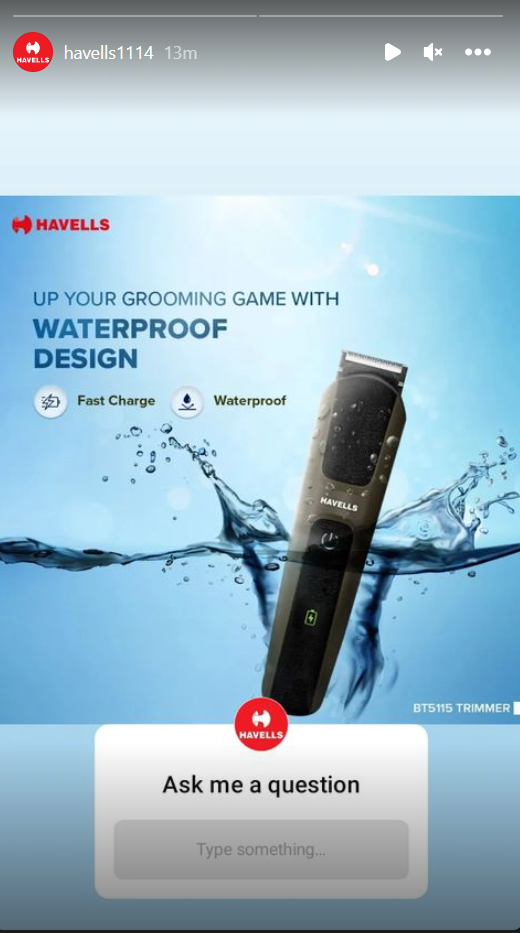 havells1114 13m
HAVELLS
HAVELLS
UP YOUR GROOMING GAME WITH
WATERPROOF
DESIGN
Fast Charge Waterproof
HAVELLS
BT5115 TRIMMER
HAVELLS
Ask me a question
Type something...